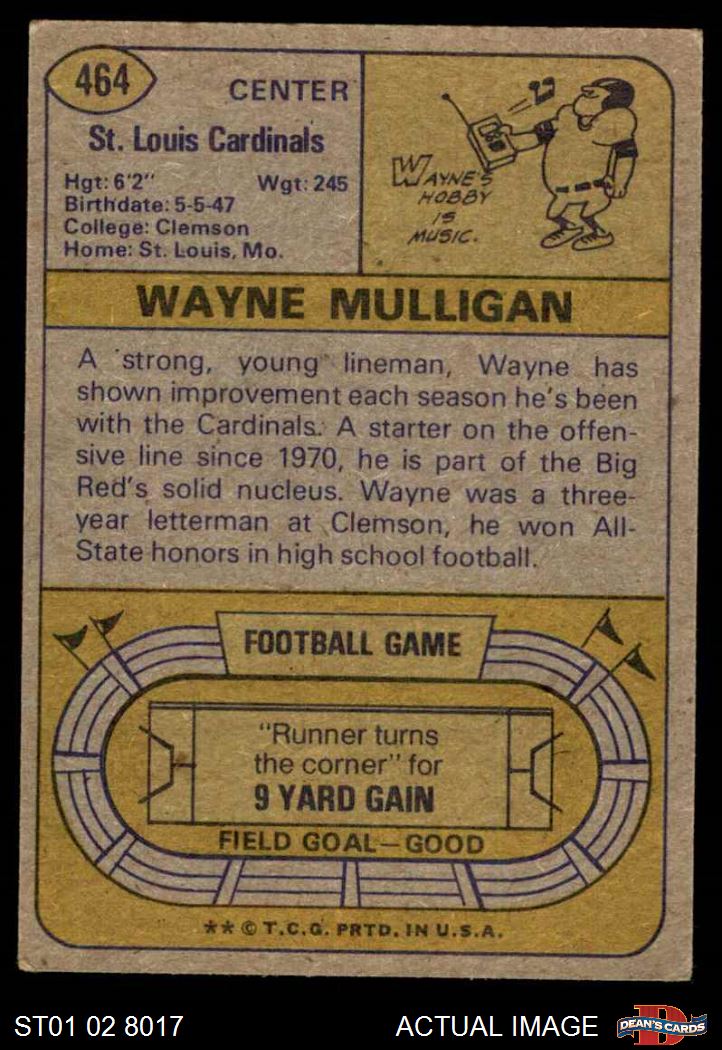 464
CENTER
St. Louis Cardinals
Hgt: 6'2" Wgt: 245
Birthdate: 5-5-47
College: Clemson
Home: St. Louis, Mo.
WAYNE'S
HOBBY
IS
MUSIC.
WAYNE MULLIGAN
A strong, young lineman, Wayne has
shown improvement each season he's been
with the Cardinals. A starter on the offen-
sive line since 1970, he is part of the Big
Red's solid nucleus. Wayne was a three-
year letterman at Clemson, he won All-
State honors in high school football.
FOOTBALL GAME
"Runner turns
the corner" for
9 YARD GAIN
FIELD GOAL—GOOD
** © T.C.G. PRTD. IN U.S.A.
ST01 02 8017 ACTUAL IMAGE
D
DEAN'S CARDS